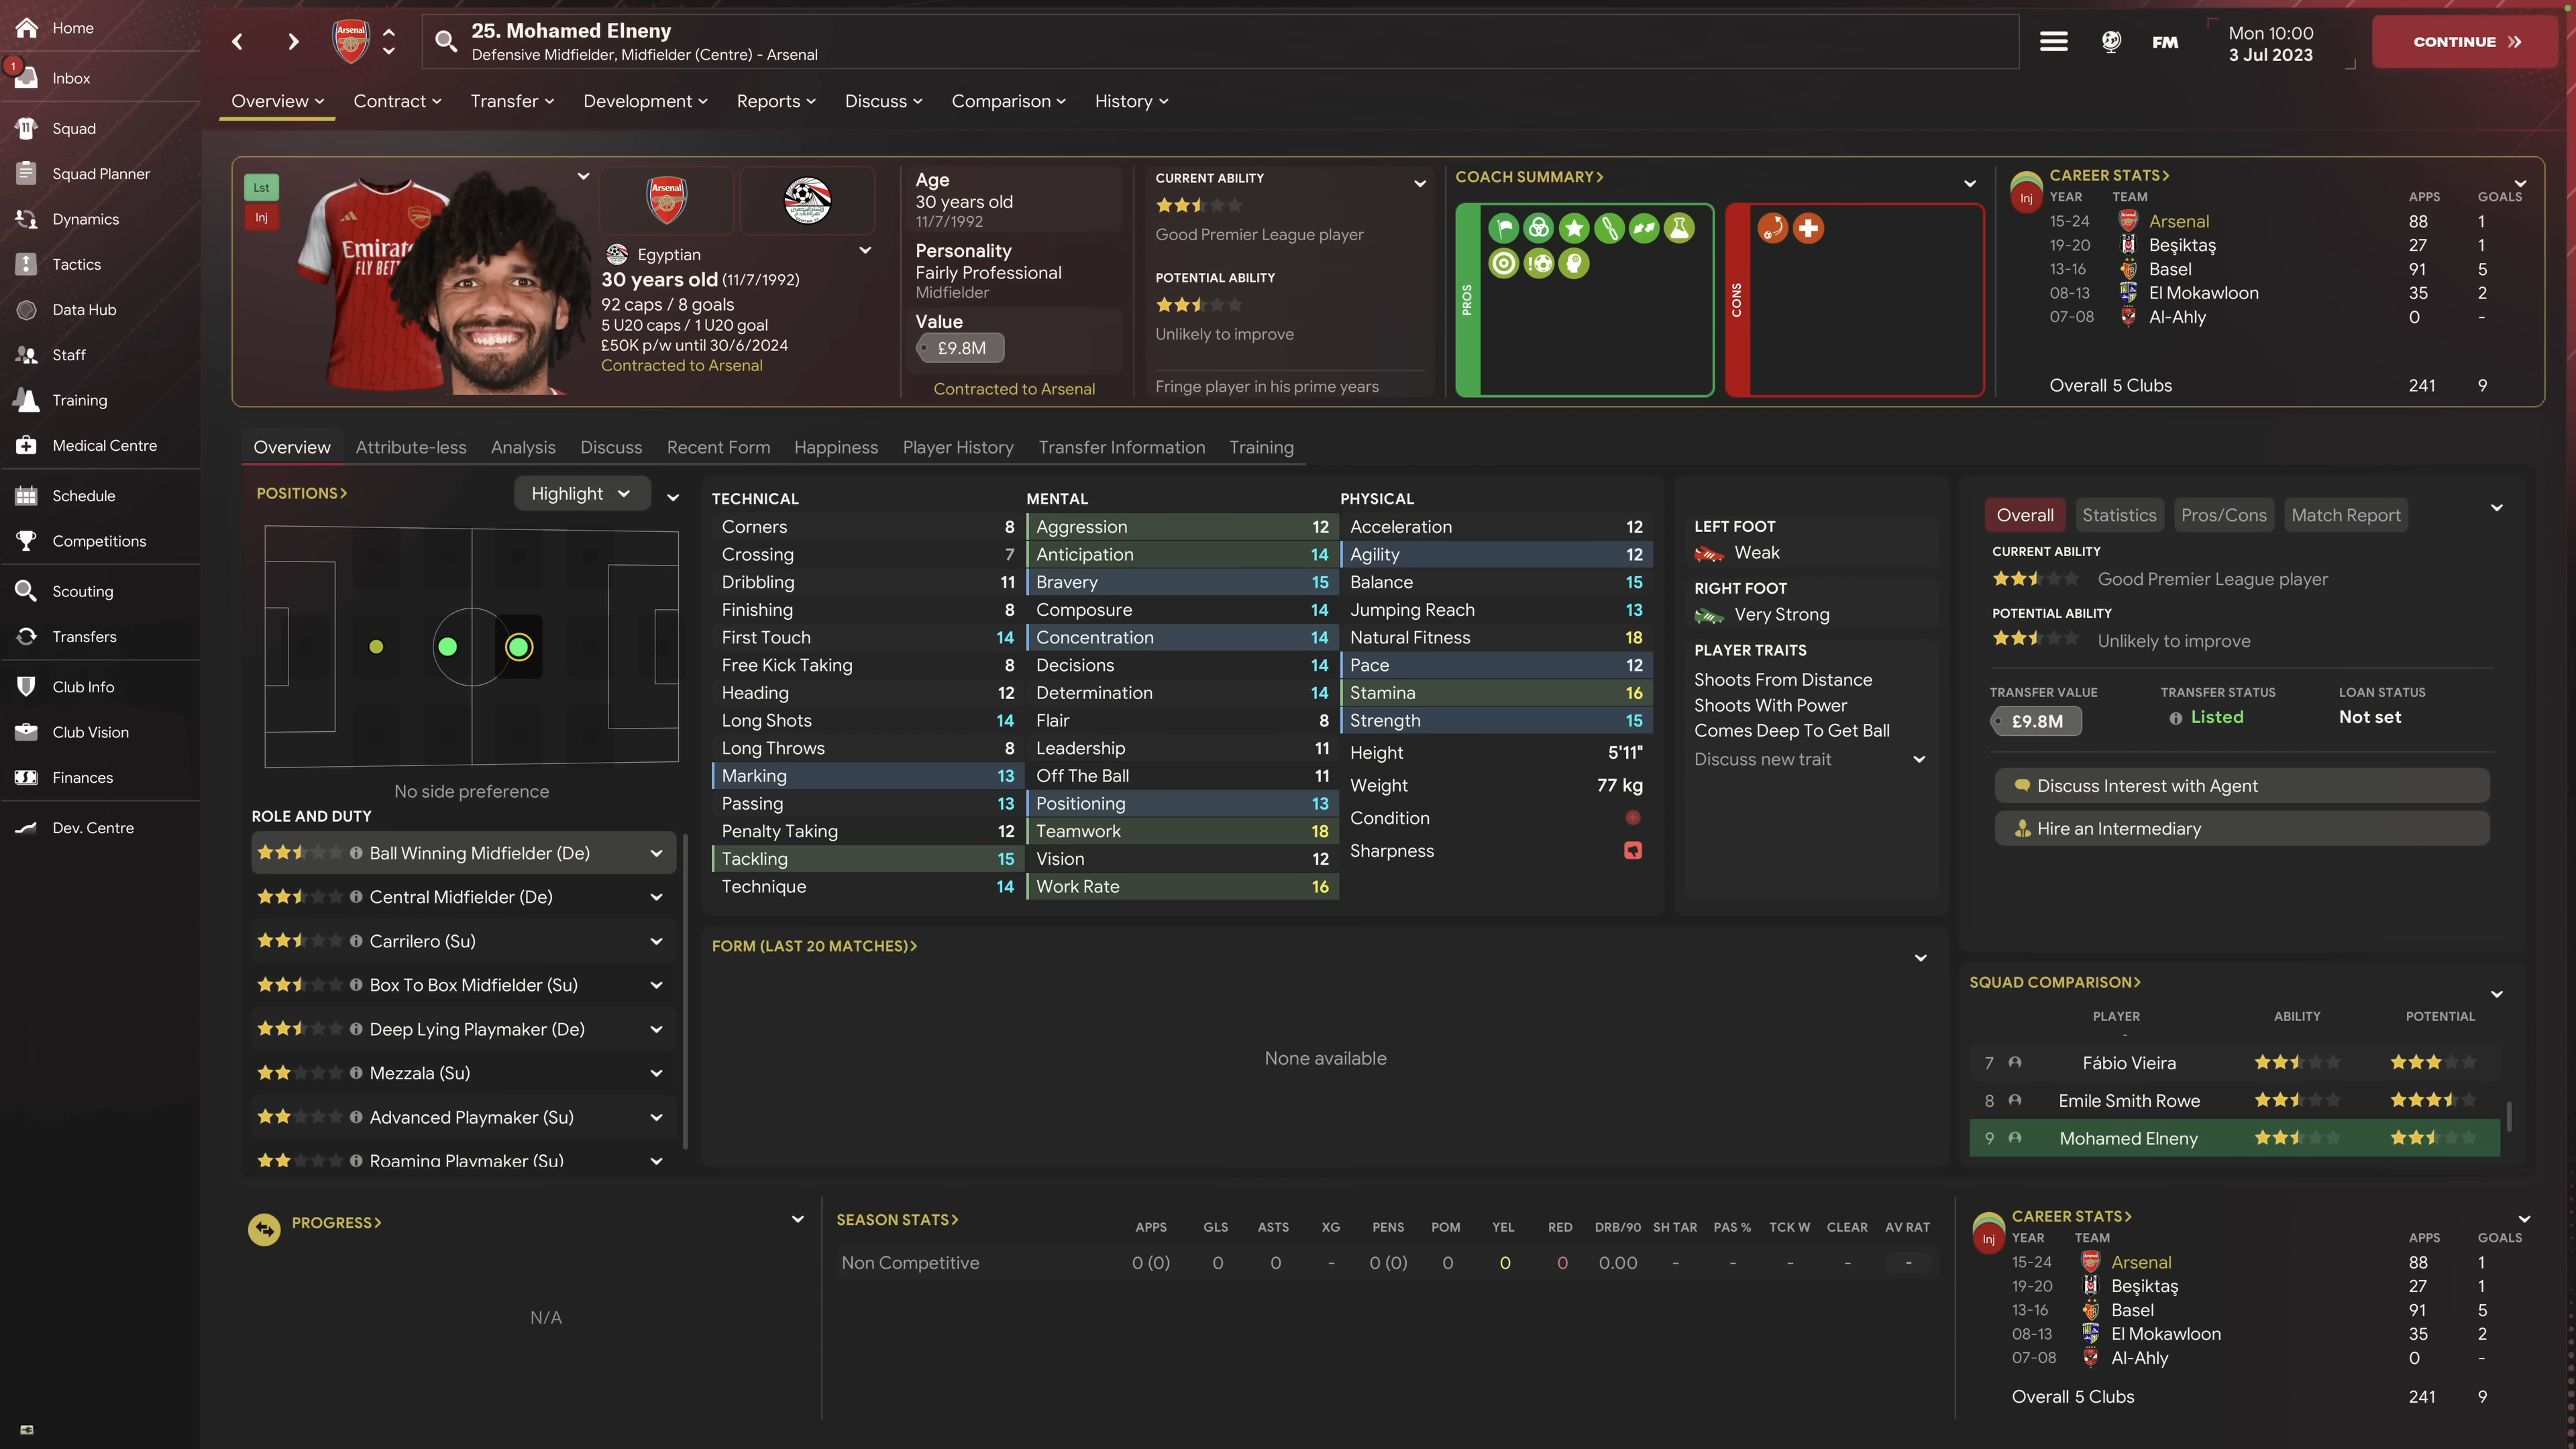 Home
1
Inbox
Squad
Squad Planner
Dynamics
Tactics
Data Hub
Staff
Training
Medical Centre
Schedule
Competitions
Scouting
Transfers
Club Info
Club Vision
Finances
Dev. Centre
Arsenal
25. Mohamed Elneny
Defensive Midfielder, Midfielder (Centre) - Arsenal
FM
Mon 10:00
3 Jul 2023
CONTINUE
Overview Contract Transfer Development Reports Discuss Comparison History
Lst
Inj
Emirat
FLY BETT
Arsenal
Egyptian
30 years old (11/7/1992)
92 caps / 8 goals
5 U20 caps / 1 U20 goal
£50K p/w until 30/6/2024
Contracted to Arsenal
Age
30 years old
11/7/1992
Personality
Fairly Professional
Midfielder
Value
£9.8M
Contracted to Arsenal
CURRENT ABILITY
Good Premier League player
POTENTIAL ABILITY
Unlikely to improve
Fringe player in his prime years
COACH SUMMARY
PROS
CONS
Inj
CAREER STATS
YEAR TEAM APPS GOALS
15-24 Arsenal 88 1
19-20 Beşiktaş 27 1
13-16 Basel 91 5
08-13 El Mokawloon 35 2
07-08 Al-Ahly 0 -
Overall 5 Clubs 241 9
Overview Attribute-less Analysis Discuss Recent Form Happiness Player History Transfer Information Training
POSITIONS
Highlight
No side preference
ROLE AND DUTY
Ball Winning Midfielder (De)
Central Midfielder (De)
Carrilero (Su)
Box To Box Midfielder (Su)
Deep Lying Playmaker (De)
Mezzala (Su)
Advanced Playmaker (Su)
Roaming Playmaker (Su)
TECHNICAL
Corners 8
Crossing 7
Dribbling 11
Finishing 8
First Touch 14
Free Kick Taking 8
Heading 12
Long Shots 14
Long Throws 8
Marking 13
Passing 13
Penalty Taking 12
Tackling 15
Technique 14
MENTAL
Aggression 12
Anticipation 14
Bravery 15
Composure 14
Concentration 14
Decisions 14
Determination 14
Flair 8
Leadership 11
Off The Ball 11
Positioning 13
Teamwork 18
Vision 12
Work Rate 16
PHYSICAL
Acceleration 12
Agility 12
Balance 15
Jumping Reach 13
Natural Fitness 18
Pace 12
Stamina 16
Strength 15
Height 5'11"
Weight 77 kg
Condition
Sharpness
LEFT FOOT
Weak
RIGHT FOOT
Very Strong
PLAYER TRAITS
Shoots From Distance
Shoots With Power
Comes Deep To Get Ball
Discuss new trait
Overall Statistics Pros/Cons Match Report
CURRENT ABILITY
Good Premier League player
POTENTIAL ABILITY
Unlikely to improve
TRANSFER VALUE TRANSFER STATUS LOAN STATUS
£9.8M Listed Not set
Discuss Interest with Agent
Hire an Intermediary
FORM (LAST 20 MATCHES)
None available
SQUAD COMPARISON
PLAYER ABILITY POTENTIAL
-
7 Fábio Vieira
8 Emile Smith Rowe
9 Mohamed Elneny
PROGRESS
N/A
SEASON STATS APPS GLS ASTS XG PENS POM YEL RED DRB/90 SH TAR PAS % TCK W CLEAR AV RAT
Non Competitive 0 (0) 0 0 - 0 (0) 0 0 0 0.00 - - - - -
Inj
CAREER STATS
YEAR TEAM APPS GOALS
15-24 Arsenal 88 1
19-20 Beşiktaş 27 1
13-16 Basel 91 5
08-13 El Mokawloon 35 2
07-08 Al-Ahly 0 -
Overall 5 Clubs 241 9